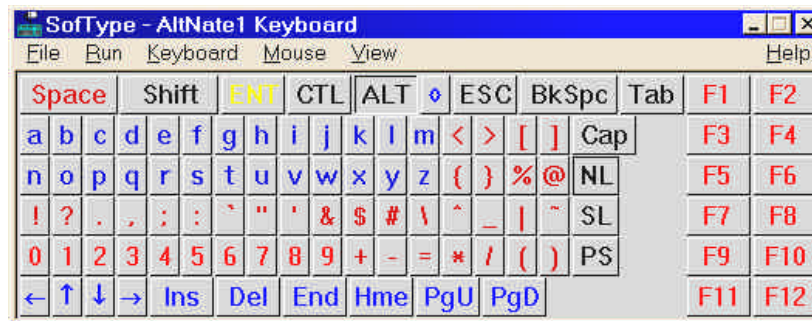 SofType - AltNate1 Keyboard
File Run Keyboard Mouse View Help
Space Shift ENT CTL ALT ◊ ESC BkSpc Tab F1 F2
a b c d e f g h i j k l m < > [ ] Cap F3 F4
n o p q r s t u v w x y z { } % @ NL F5 F6
! ? . , ; : ` " ' & $ # \ ^ _ | ~ SL F7 F8
0 1 2 3 4 5 6 7 8 9 + - = * / ( ) PS F9 F10
← ↑ ↓ → Ins Del End Hme PgU PgD F11 F12